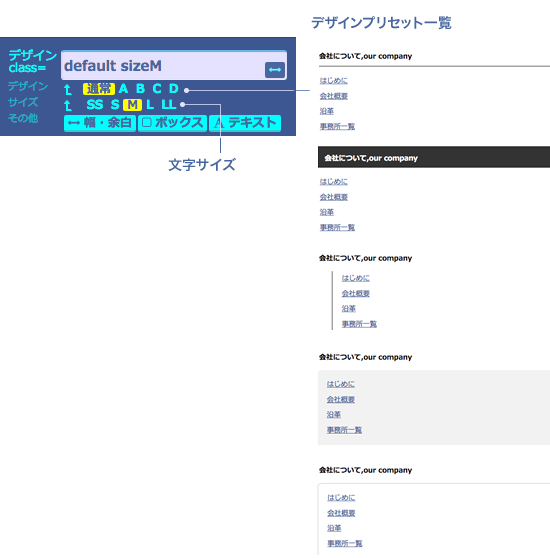 デザインプリセット一覧
デザイン
class=
default sizeM
デザイン 通常 A B C D
サイズ SS S M L LL
その他 幅・余白 ボックス A テキスト
文字サイズ
会社について,our company
はじめに
会社概要
沿革
事務所一覧
会社について,our company
はじめに
会社概要
沿革
事務所一覧
会社について,our company
はじめに
会社概要
沿革
事務所一覧
会社について,our company
はじめに
会社概要
沿革
事務所一覧
会社について,our company
はじめに
会社概要
沿革
事務所一覧